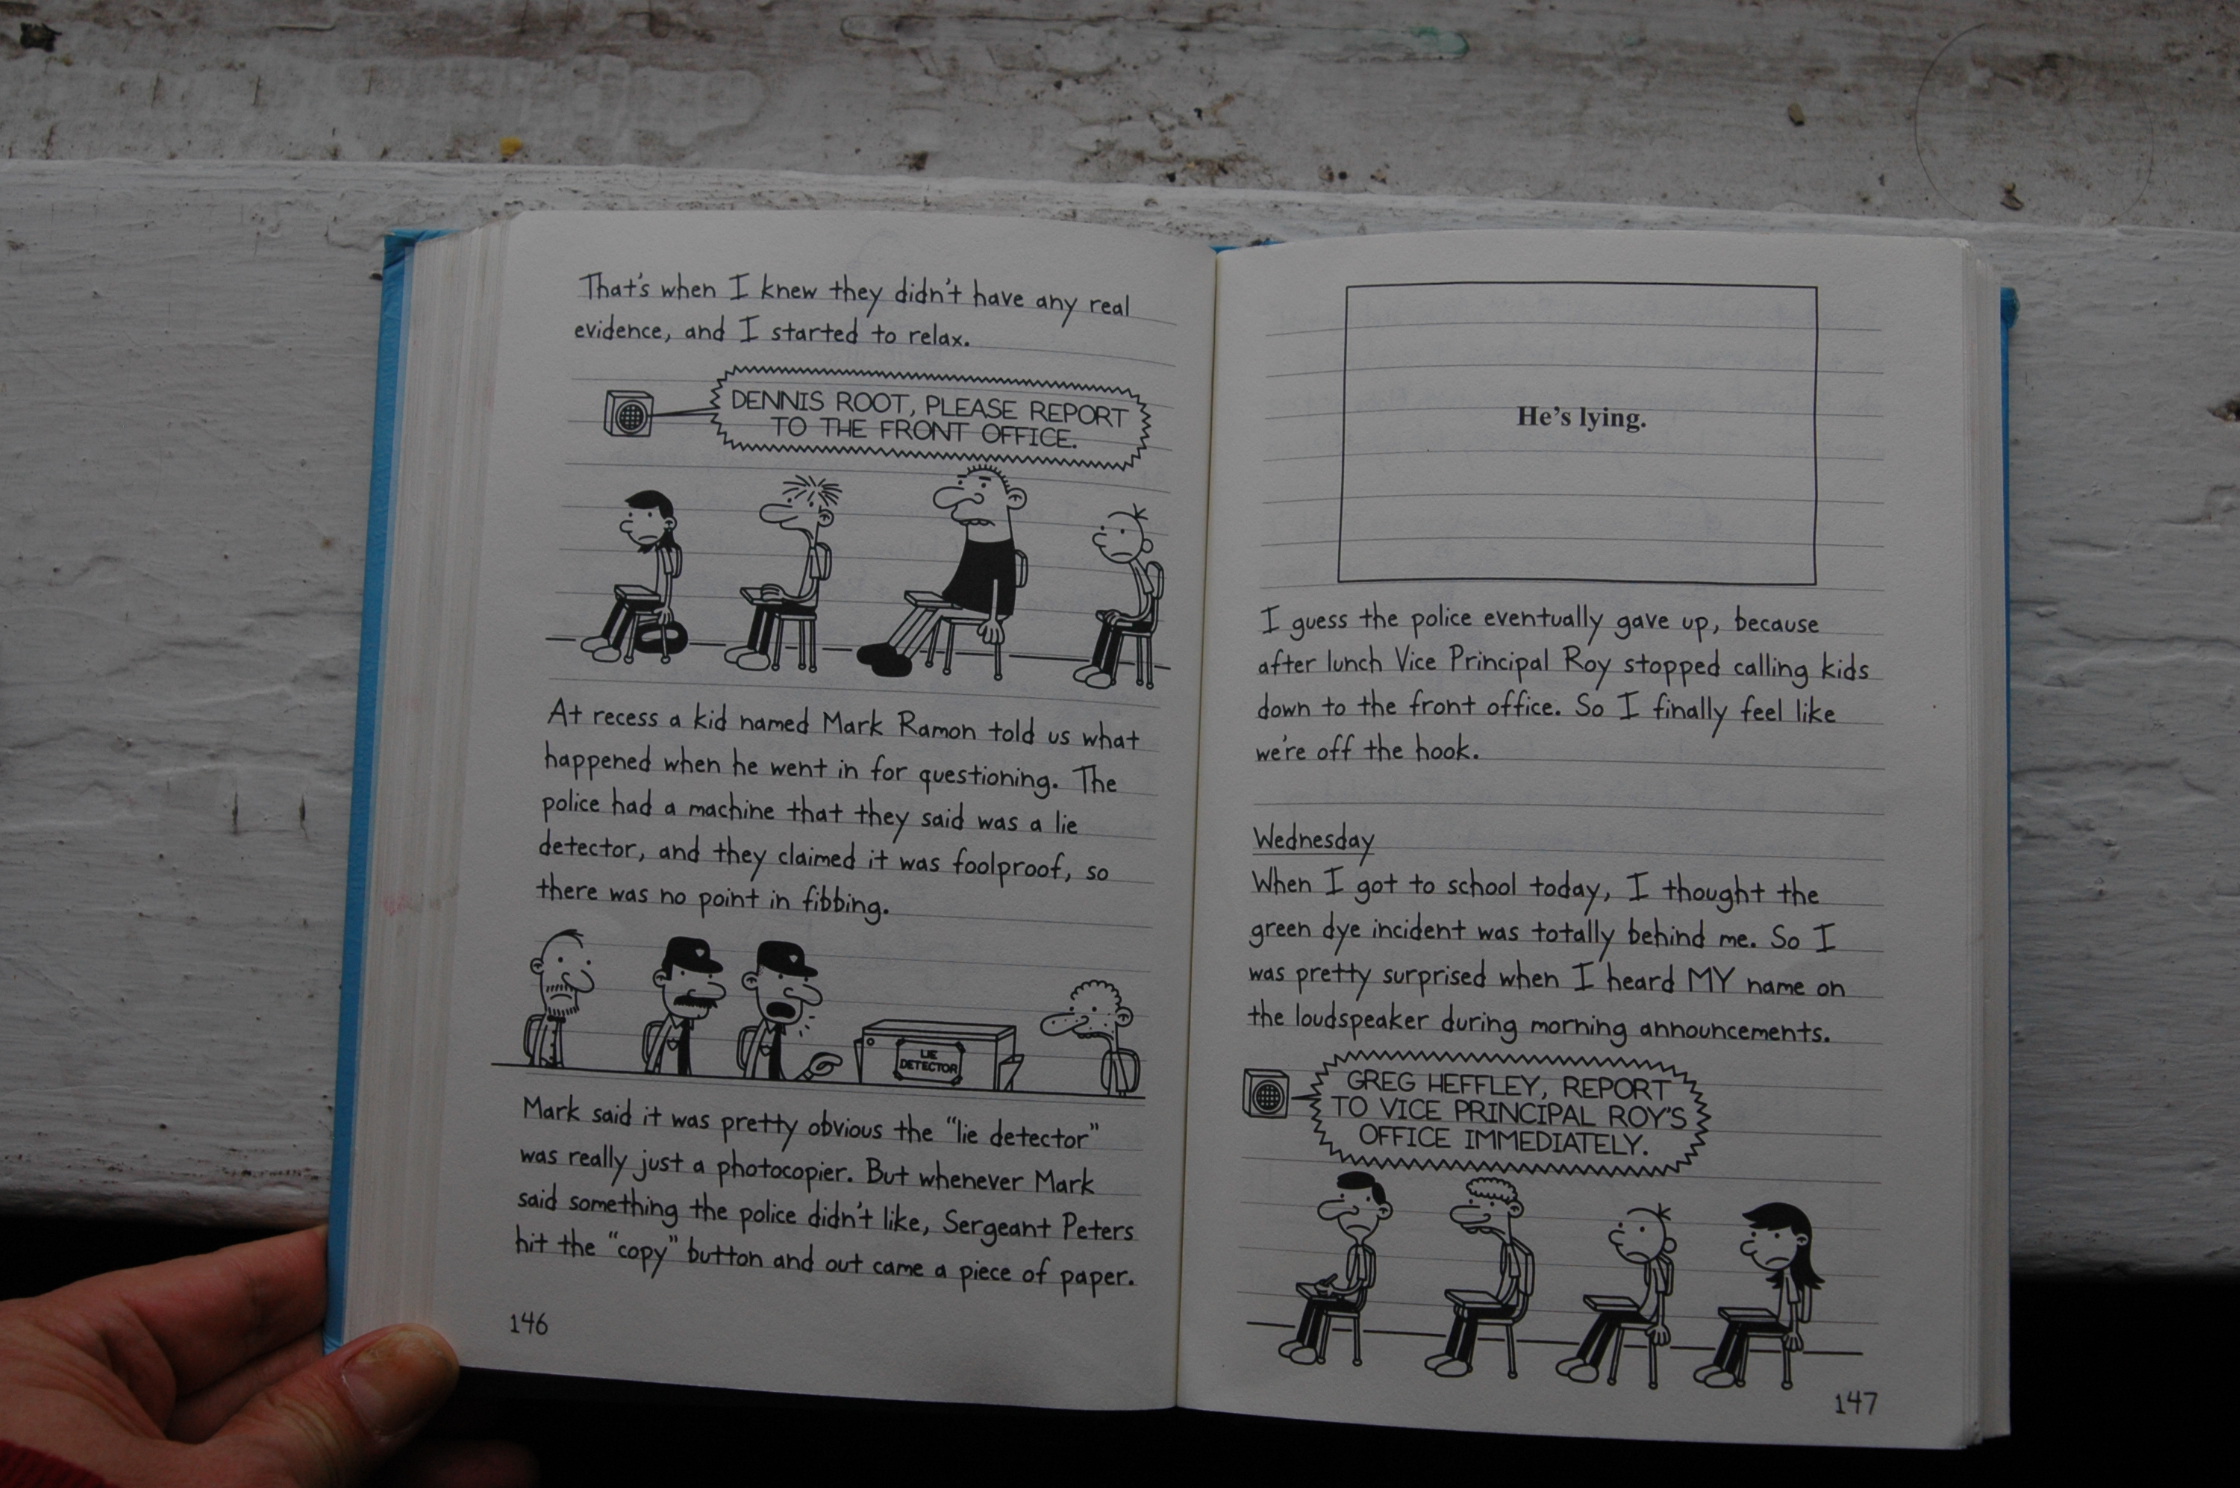 That's when I knew they didn't have any real
evidence, and I started to relax.
DENNIS ROOT, PLEASE REPORT
TO THE FRONT OFFICE.
At recess a kid named Mark Ramon told us what
happened when he went in for questioning. The
police had a machine that they said was a lie
detector, and they claimed it was foolproof, so
there was no point in fibbing.
LIE
DETECTOR
Mark said it was pretty obvious the "lie detector"
was really just a photocopier. But whenever Mark
said something the police didn't like, Sergeant Peters
hit the "copy" button and out came a piece of paper.
146
He's lying.
I guess the police eventually gave up, because
after lunch Vice Principal Roy stopped calling kids
down to the front office. So I finally feel like
we're off the hook.
Wednesday
When I got to school today, I thought the
green dye incident was totally behind me. So I
was pretty surprised when I heard MY name on
the loudspeaker during morning announcements.
GREG HEFFLEY, REPORT
TO VICE PRINCIPAL ROY'S
OFFICE IMMEDIATELY.
147